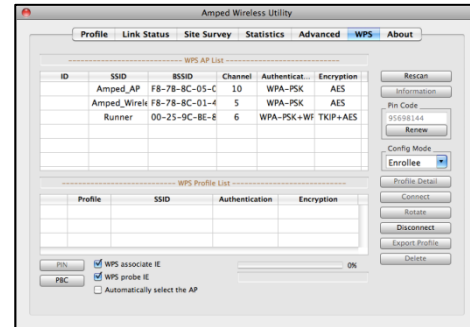 Amped Wireless Utility
Profile Link Status Site Survey Statistics Advanced WPS About
WPS AP List
ID SSID BSSID Channel Authenticat... Encryption
Amped_AP F8-78-8C-05-0 10 WPA-PSK AES
Amped_Wirele F8-78-8C-01-4 5 WPA-PSK AES
Runner 00-25-9C-BE-8 6 WPA-PSK+WF TKIP+AES
Rescan
Information
Pin Code
95698144
Renew
Config Mode
Enrollee
WPS Profile List
Profile SSID Authentication Encryption
Profile Detail
Connect
Rotate
Disconnect
Export Profile
Delete
PIN WPS associate IE 0%
PBC WPS probe IE
Automatically select the AP